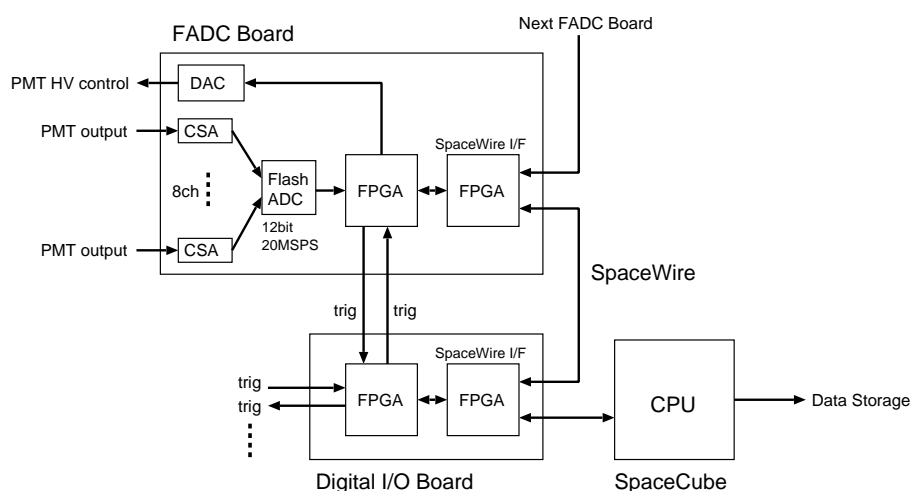 Next FADC Board
FADC Board
PMT HV control
DAC
PMT output
CSA
SpaceWire I/F
8ch
Flash
ADC
FPGA
FPGA
12bit
20MSPS
PMT output
CSA
SpaceWire
trig
trig
SpaceWire I/F
trig
FPGA
FPGA
CPU
Data Storage
trig
Digital I/O Board
SpaceCube